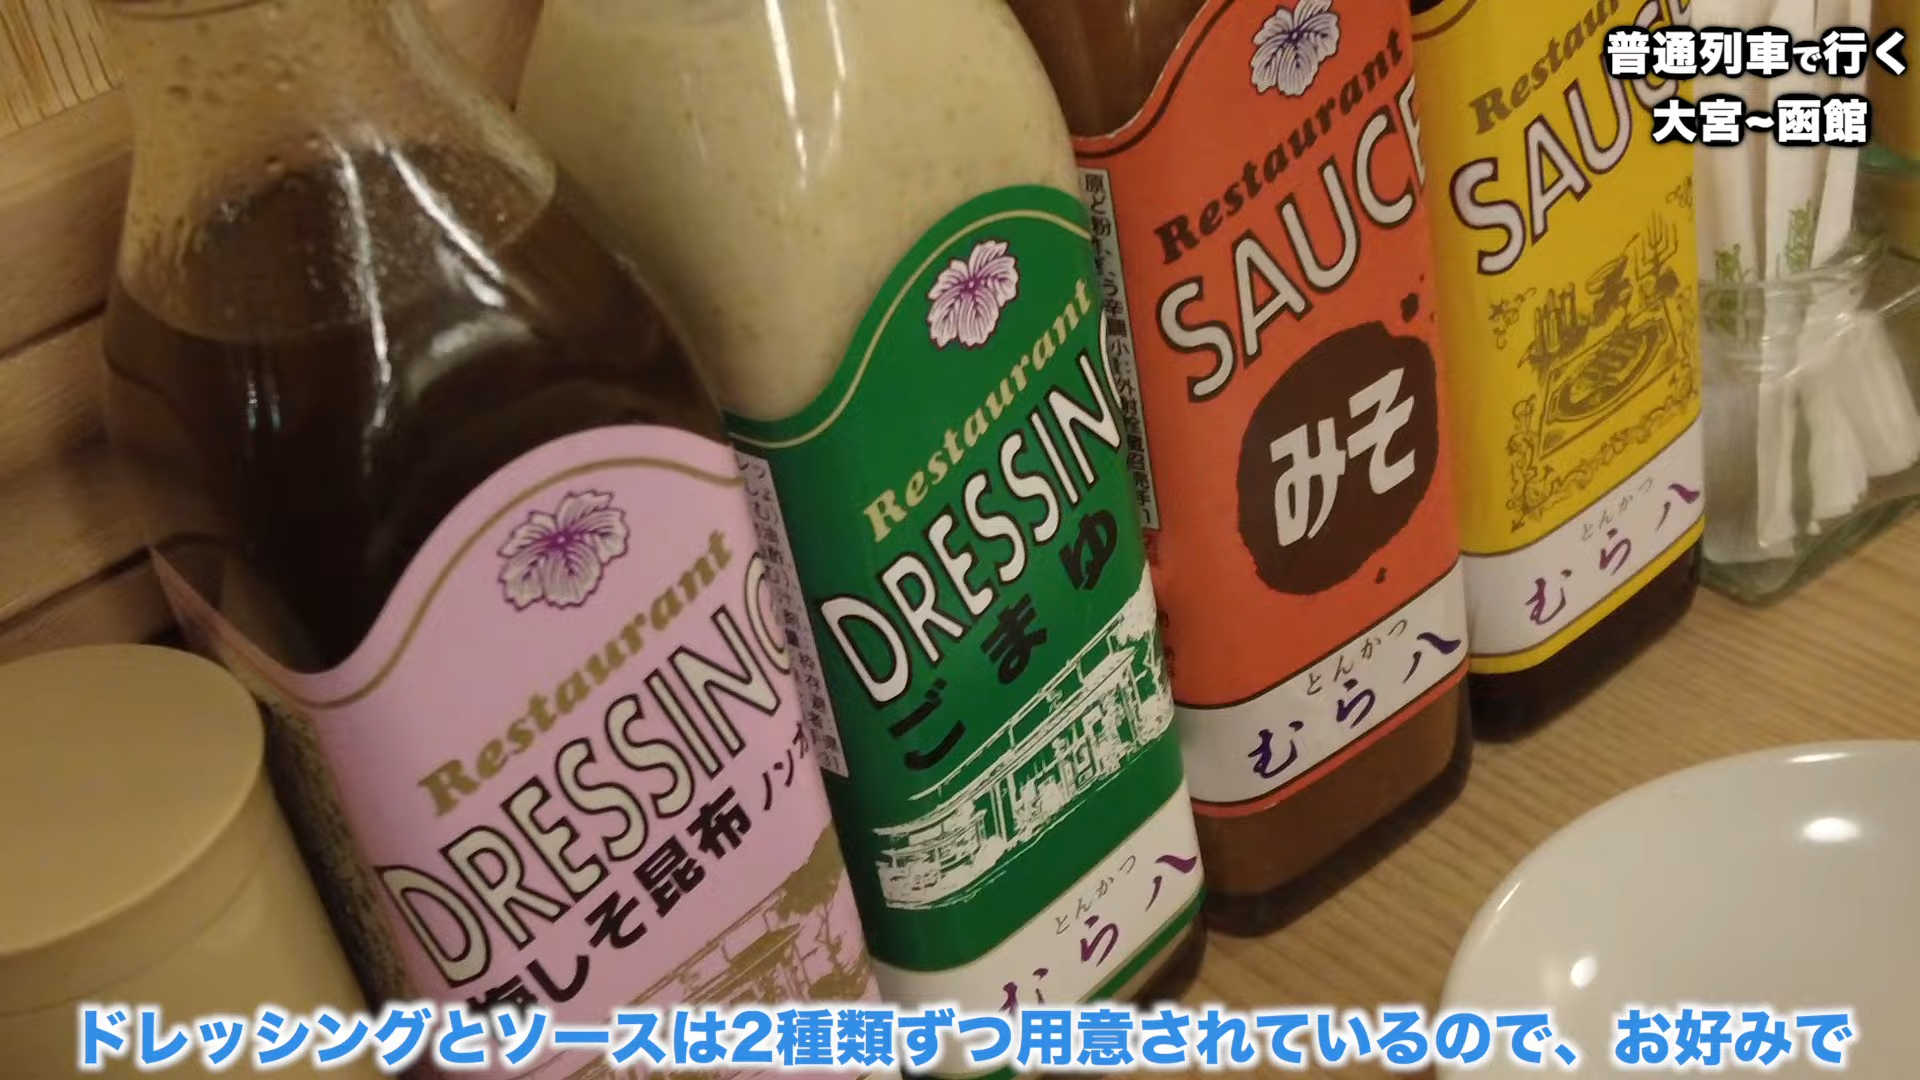 普通列車で行く
大宮~函館
Restaurant
DRESSING
梅しそ昆布 ノンオ
Restaurant
DRESSING
ごまゆ
とんかつ
むら八
Restaurant
SAUCE
みそ
とんかつ
むら八
Restaurant
SAUCE
とんかつ
むら八
ドレッシングとソースは2種類ずつ用意されているので、お好みで